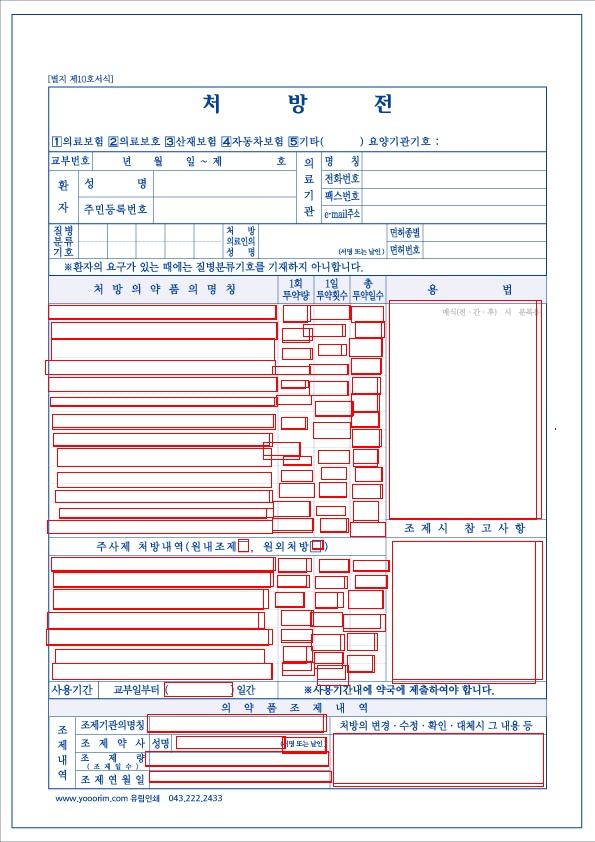 [별지 제10호서식]
처 방 전
1의료보험 2의료보호 3산재보험 4자동차보험 5기타( ) 요양기관기호 :
교부번호 년 월 일 ~ 제 호
환 자
성 명
주민등록번호
의 료 기 관
명 칭
전화번호
팩스번호
e-mail주소
질병 분류 기호
처 방 의료인의 성 명
(서명 또는 날인)
면허종별
면허번호
※환자의 요구가 있는 때에는 질병분류기호를 기재하지 아니합니다.
처 방 의 약 품 의 명 칭
1회 투약량
1일 투약횟수
총 투약일수
용 법
매식(전 · 간 · 후) 시 분복용
조 제 시 참 고 사 항
주사제 처방내역(원내조제 , 원외처방 )
사용기간 교부일부터 ( ) 일간 ※사용기간내에 약국에 제출하여야 합니다.
의 약 품 조 제 내 역
조 제 내 역
조제기관의명칭
처방의 변경 · 수정 · 확인 · 대체시 그 내용 등
조 제 약 사 성명 (서명 또는 날인)
조 제 량
( 조 제 일 수 )
조 제 연 월 일
www.yooorim.com 유림인쇄 043.222.2433